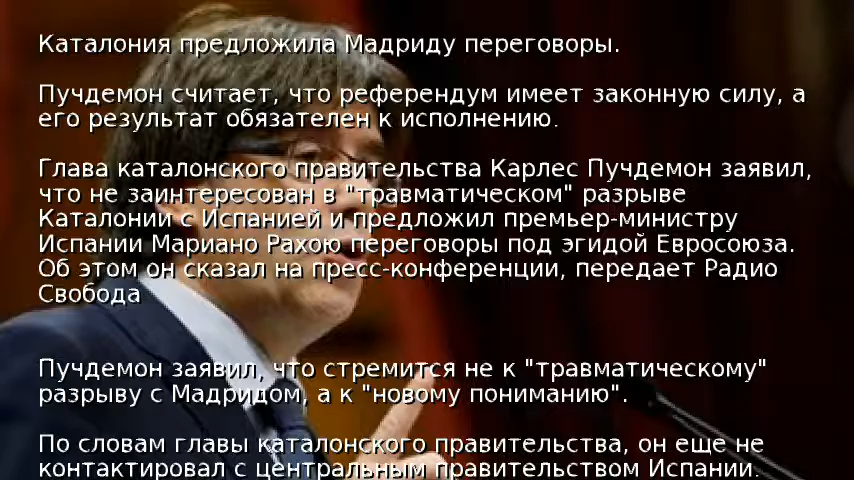 Каталония предложила Мадриду переговоры.
Пучдемон считает, что референдум имеет законную силу, а
его результат обязателен к исполнению.
Глава каталонского правительства Карлес Пучдемон заявил,
что не заинтересован в "травматическом" разрыве
Каталонии с Испанией и предложил премьер-министру
Испании Мариано Рахою переговоры под эгидой Евросоюза.
Об этом он сказал на пресс-конференции, передает Радио
Свобода
Пучдемон заявил, что стремится не к "травматическому"
разрыву с Мадридом, а к "новому пониманию".
По словам главы каталонского правительства, он еще не
контактировал с центральным правительством Испании.